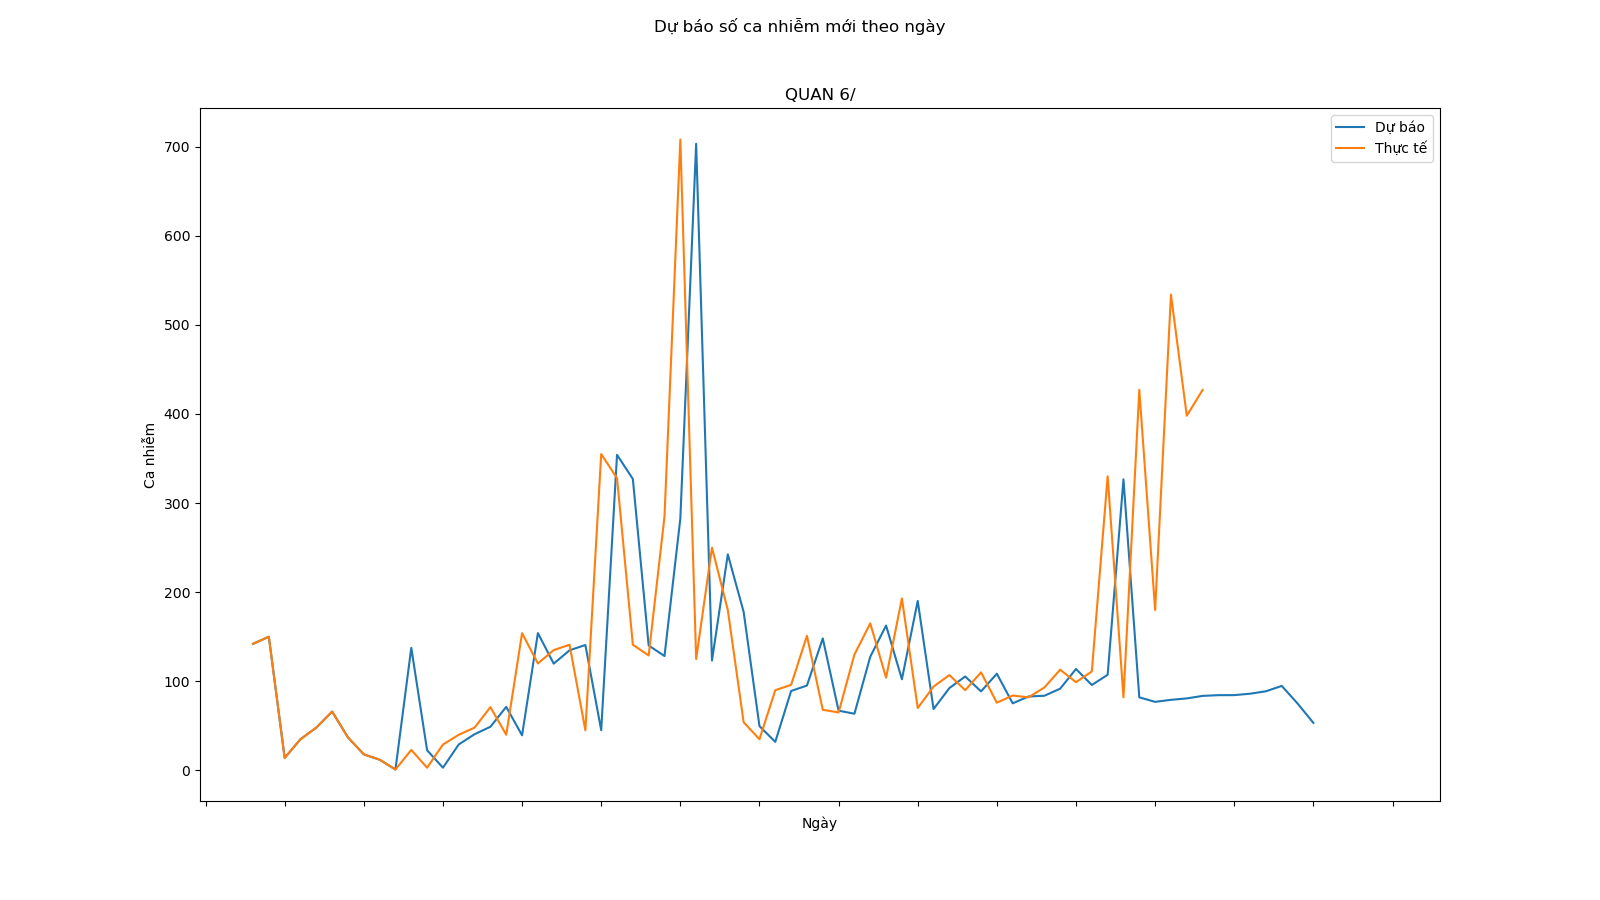 Dự báo số ca nhiễm mới theo ngày
QUAN 6/
Dự báo
Thực tế
700
600
500
400
300
200
100
0
Ca nhiễm
Ngày